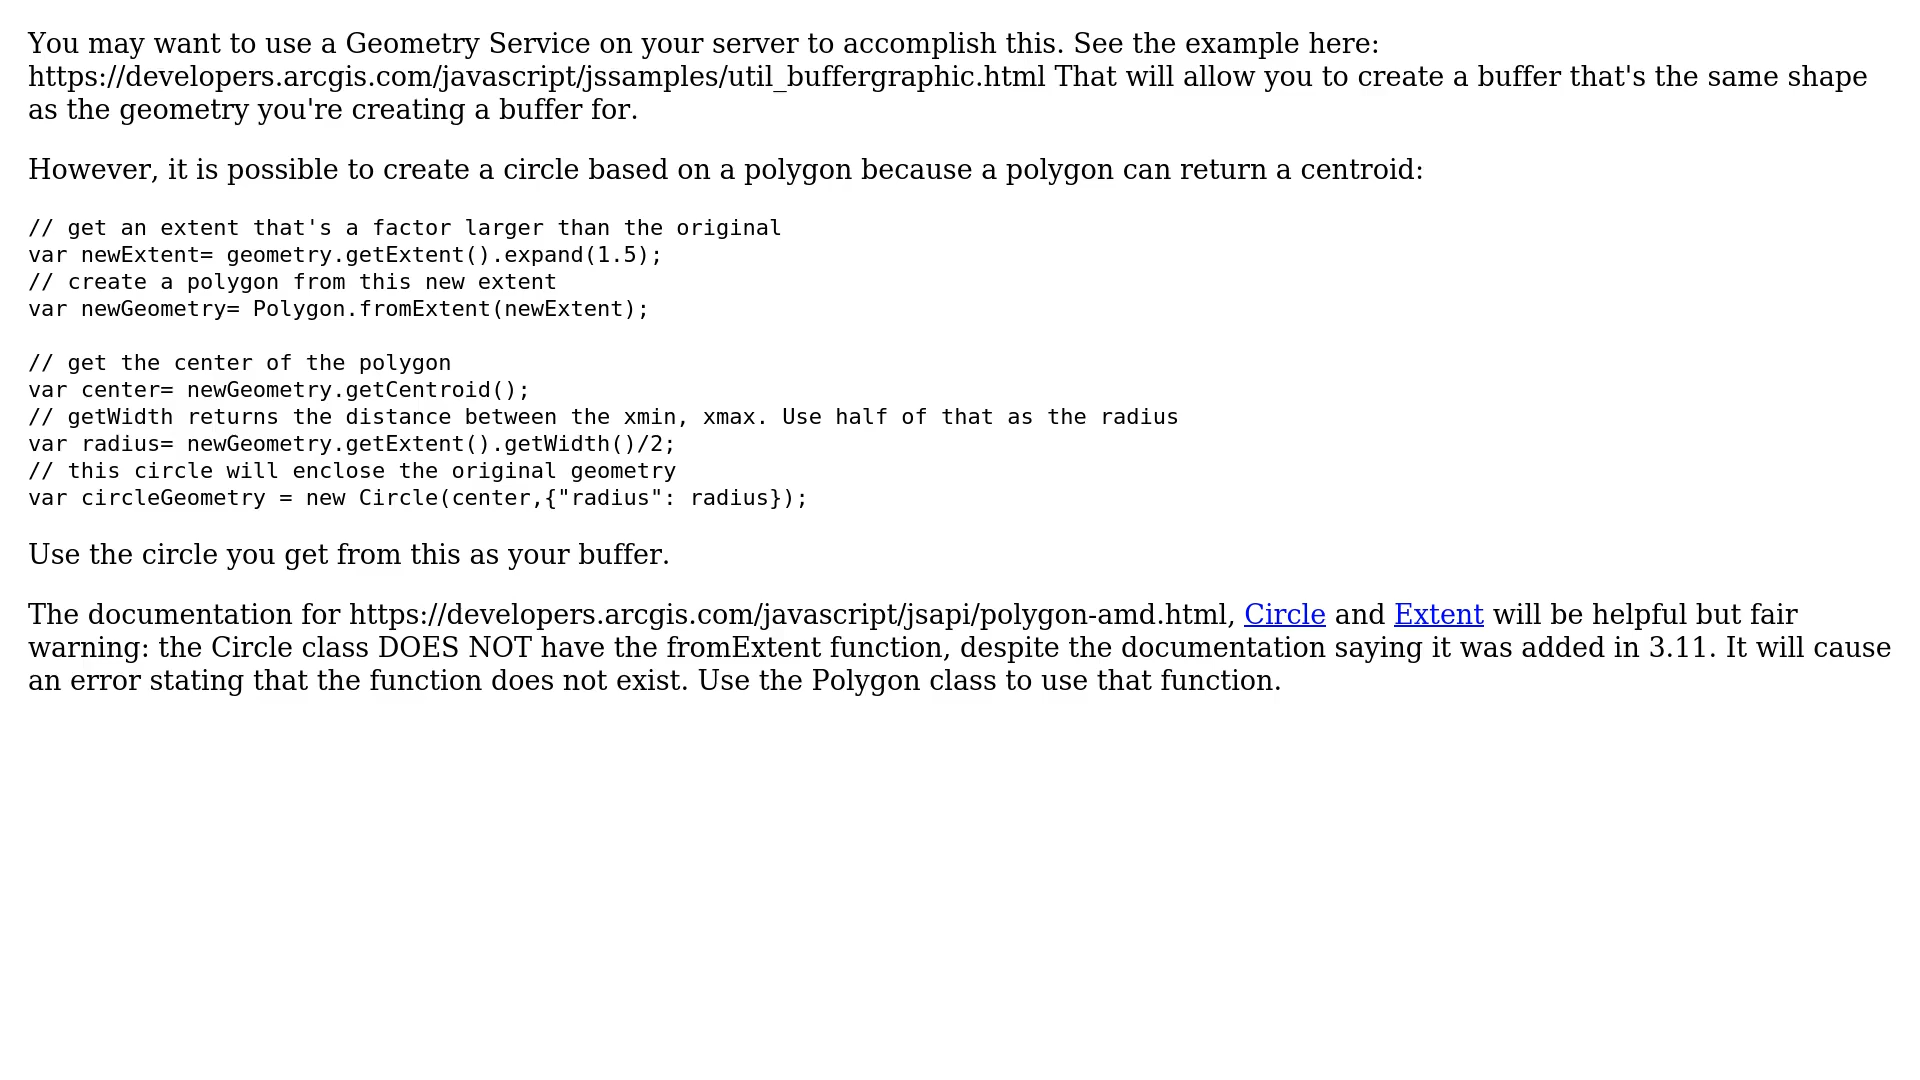 You may want to use a Geometry Service on your server to accomplish this. See the example here:
https://developers.arcgis.com/javascript/jssamples/util_buffergraphic.html That will allow you to create a buffer that's the same shape
as the geometry you're creating a buffer for.
However, it is possible to create a circle based on a polygon because a polygon can return a centroid:
// get an extent that's a factor larger than the original
var newExtent= geometry.getExtent().expand(1.5);
// create a polygon from this new extent
var newGeometry= Polygon.fromExtent(newExtent);
// get the center of the polygon
var center= newGeometry.getCentroid();
// getWidth returns the distance between the xmin, xmax. Use half of that as the radius
var radius= newGeometry.getExtent().getWidth()/2;
// this circle will enclose the original geometry
var circleGeometry = new Circle(center,{"radius": radius});
Use the circle you get from this as your buffer.
The documentation for https://developers.arcgis.com/javascript/jsapi/polygon-amd.html, Circle and Extent will be helpful but fair
warning: the Circle class DOES NOT have the fromExtent function, despite the documentation saying it was added in 3.11. It will cause
an error stating that the function does not exist. Use the Polygon class to use that function.